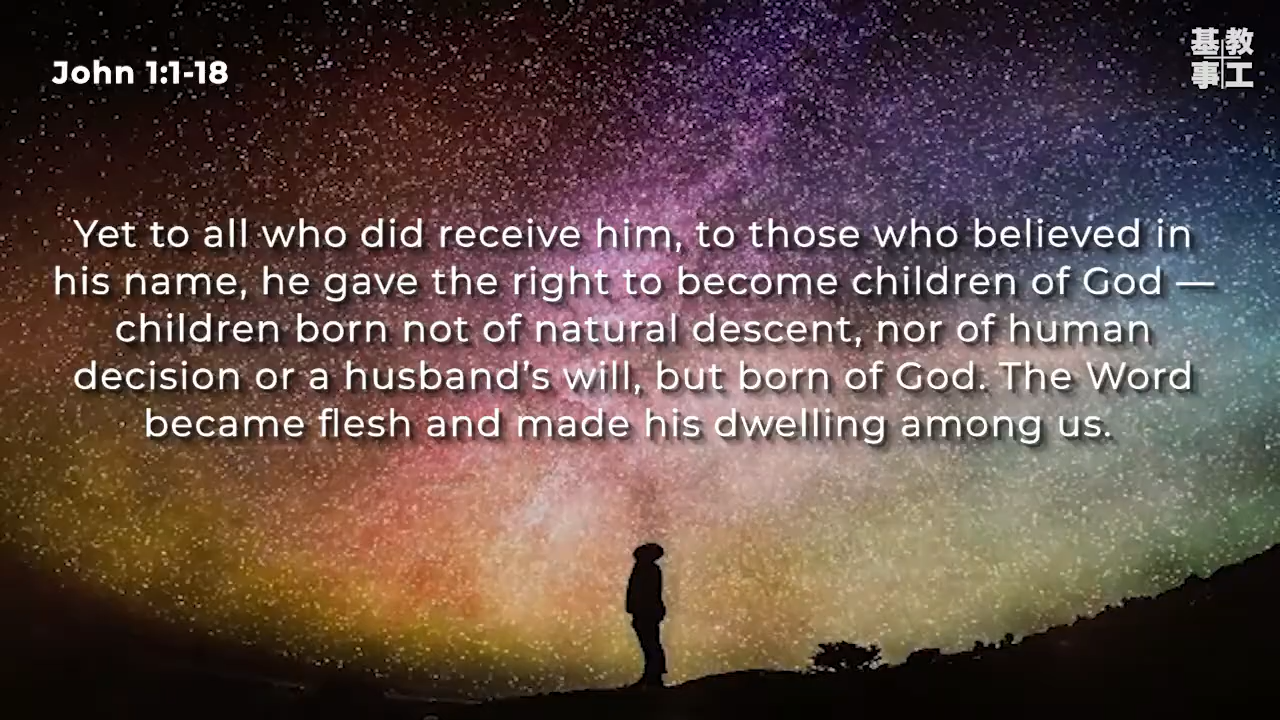 John 1:1-18
基教
事工
Yet to all who did receive him, to those who believed in
his name, he gave the right to become children of God —
children born not of natural descent, nor of human
decision or a husband’s will, but born of God. The Word
became flesh and made his dwelling among us.